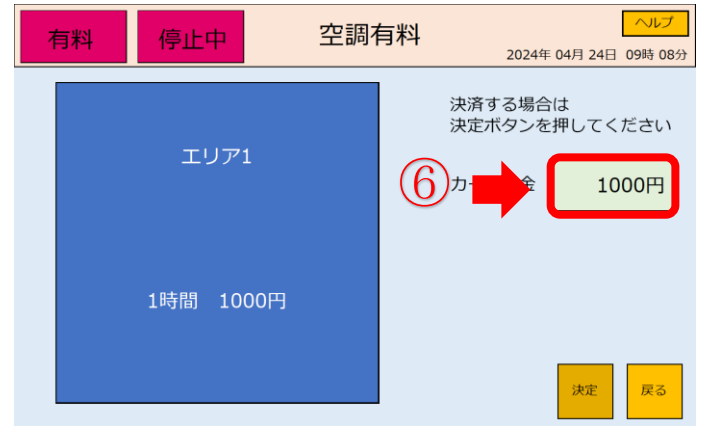 有料
停止中
空調有料
ヘルプ
2024年 04月 24日 09時 08分
エリア1
1時間 1000円
決済する場合は
決定ボタンを押してください
⑥
1000円
決定
戻る